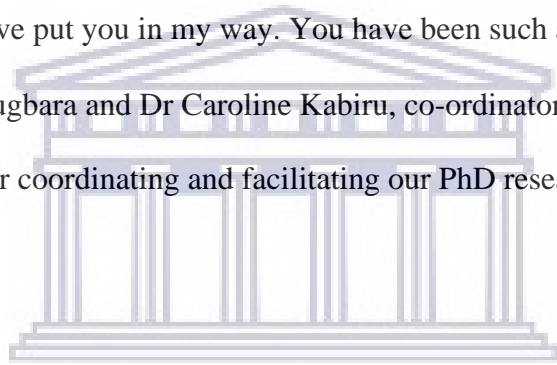 ve put you in my way. You have been such
ugbara and Dr Caroline Kabiru, co-ordinator
r coordinating and facilitating our PhD resea